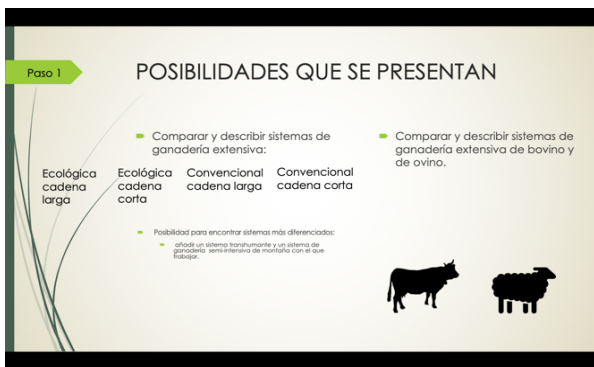 Paso 1
POSIBILIDADES QUE SE PRESENTAN
Comparar y describir sistemas de
ganadería extensiva:
Ecológica
cadena
larga
Ecológica
cadena
corta
Convencional
cadena larga
Convencional
cadena corta
Posibilidad para encontrar sistemas más diferenciados:
añadir un sistema transhumante y un sistema de
ganadería semi-intensiva de montaña con el que
trabajar.
Comparar y describir sistemas de
ganadería extensiva de bovino y
de ovino.